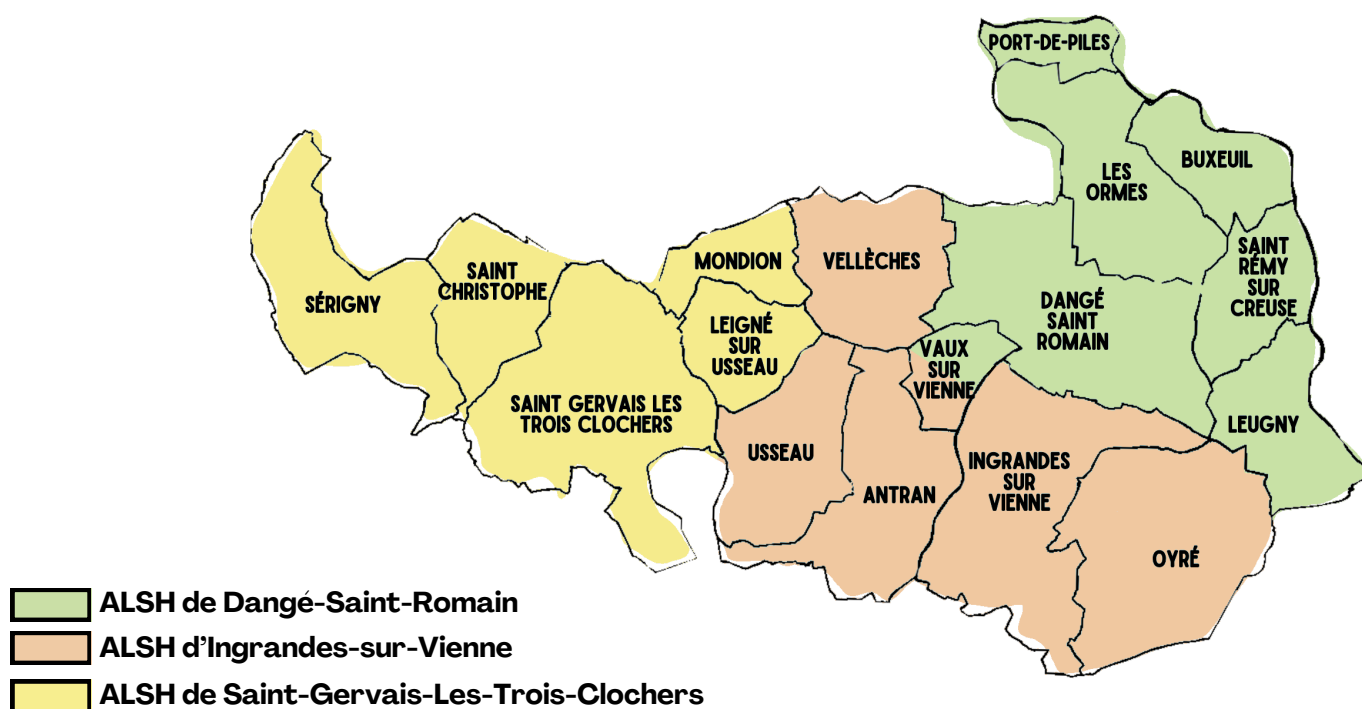 PORT-DE-PILES
BUXEUIL
LES
ORMES
SAINT
RÉMY
SUR
CREUSE
MONDION
VELLÈCHES
SAINT
CHRISTOPHE
SÉRIGNY
DANGÉ
SAINT
ROMAIN
LEIGNÉ
SUR
USSEAU
VAUX
SUR
VIENNE
SAINT GERVAIS LES
TROIS CLOCHERS
LEUGNY
USSEAU
INGRANDES
SUR
VIENNE
ANTRAN
OYRÉ
ALSH de Dangé-Saint-Romain
ALSH d’Ingrandes-sur-Vienne
ALSH de Saint-Gervais-Les-Trois-Clochers